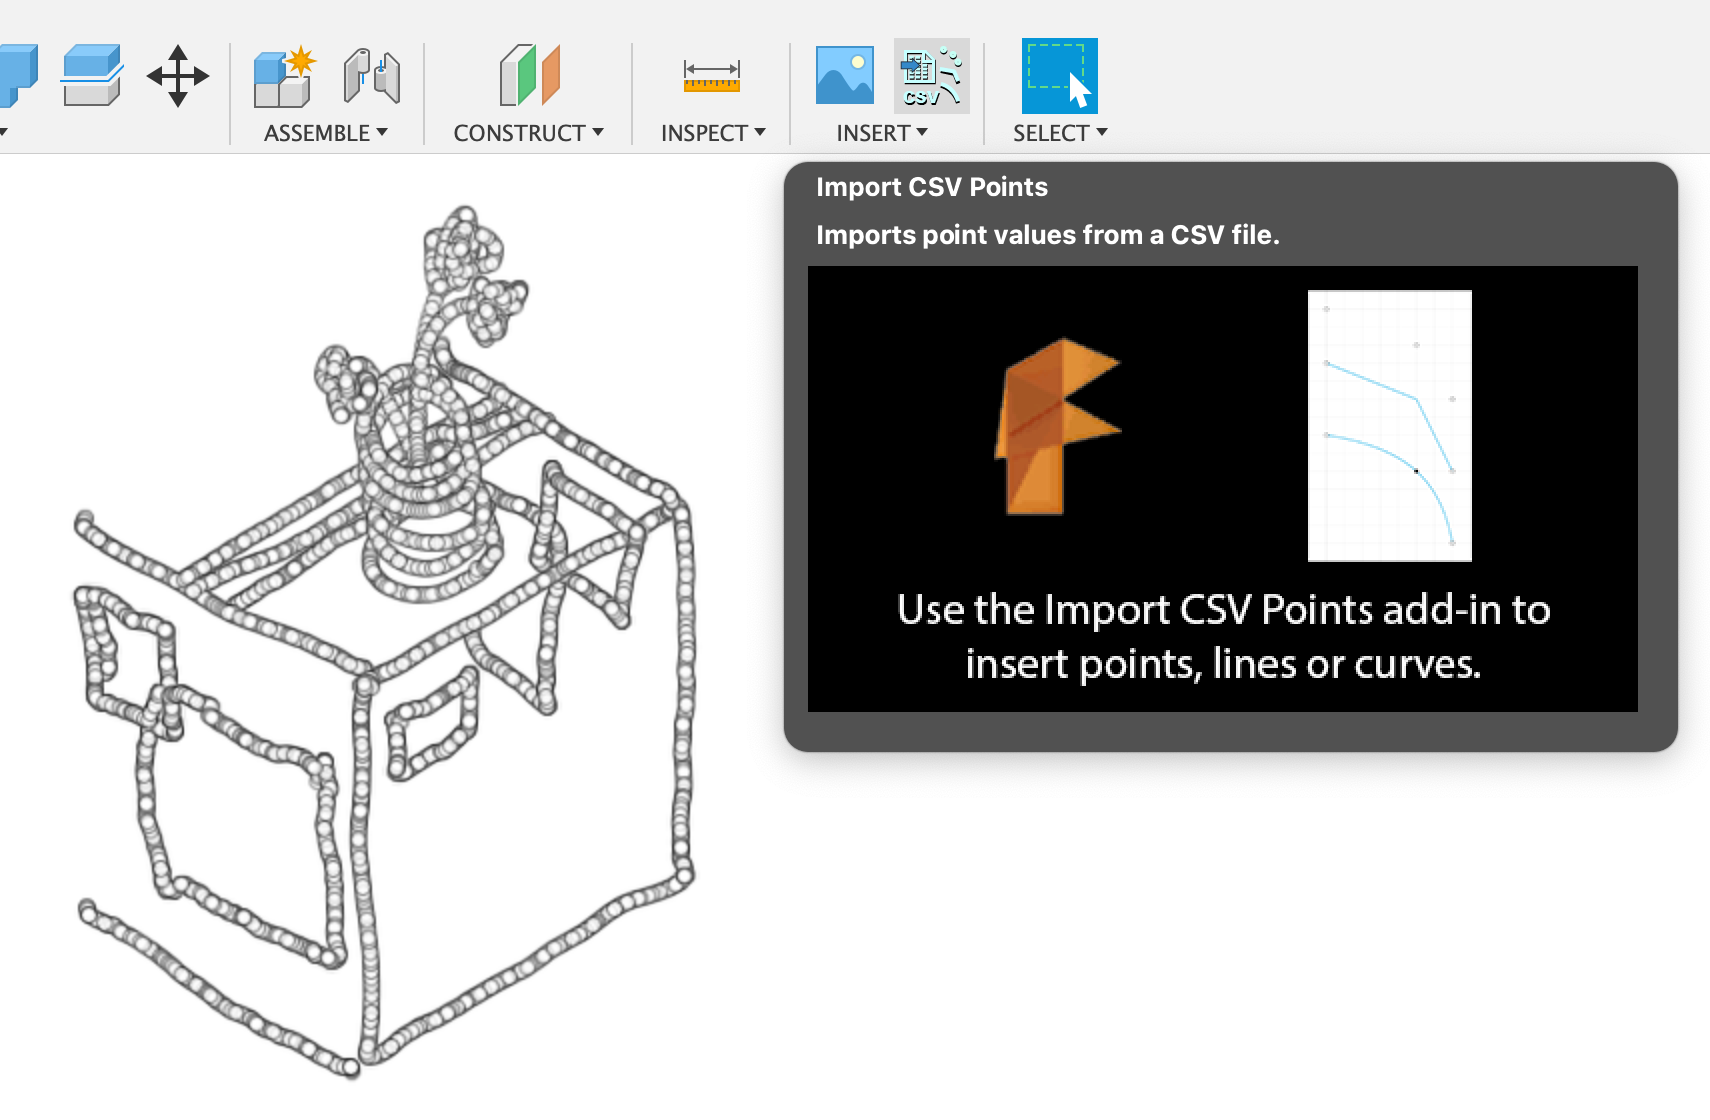 ASSEMBLE
CONSTRUCT
INSPECT
INSERT
SELECT
CSV
Import CSV Points
Imports point values from a CSV file.
Use the Import CSV Points add-in to
insert points, lines or curves.